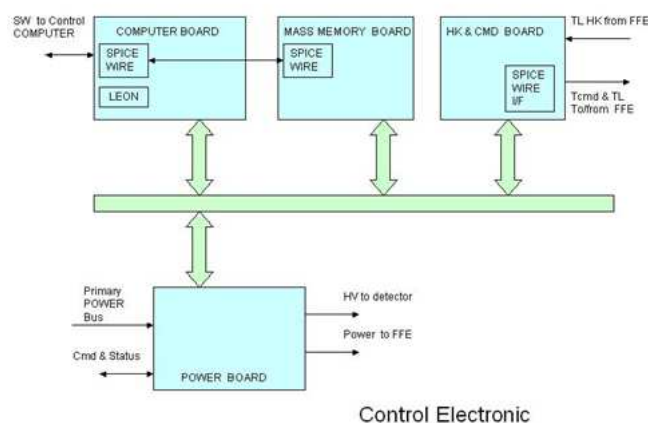 SW to Control
COMPUTER
COMPUTER BOARD
SPICE
WIRE
LEON
MASS MEMORY BOARD
SPICE
WIRE
HK & CMD BOARD
SPICE
WIRE
I/F
TL HK from FFE
Tcmd & TL
To/from FFE
Primary
POWER
Bus
Cmd & Status
POWER BOARD
HV to detector
Power to FFE
Control Electronic